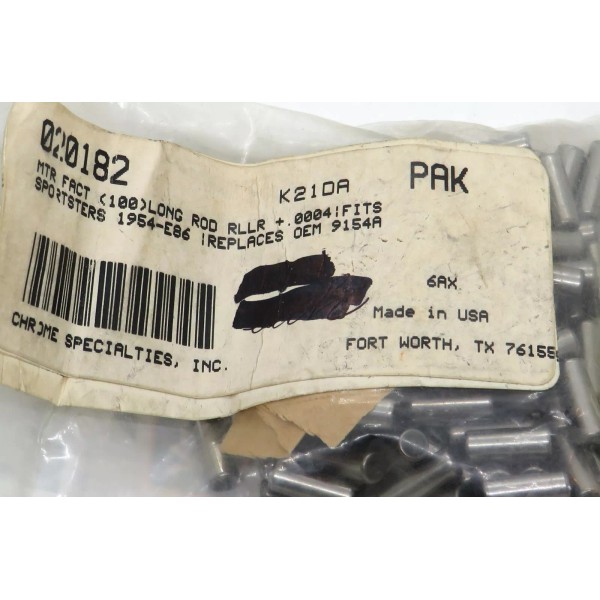 020182
K21DA
PAK
MTR FACT (100)LONG ROD RLLR +.0004|FITS
SPORTSTERS 1954-E86 |REPLACES OEM 9154A
6AX
Made in USA
CHROME SPECIALTIES, INC.
FORT WORTH, TX 76155